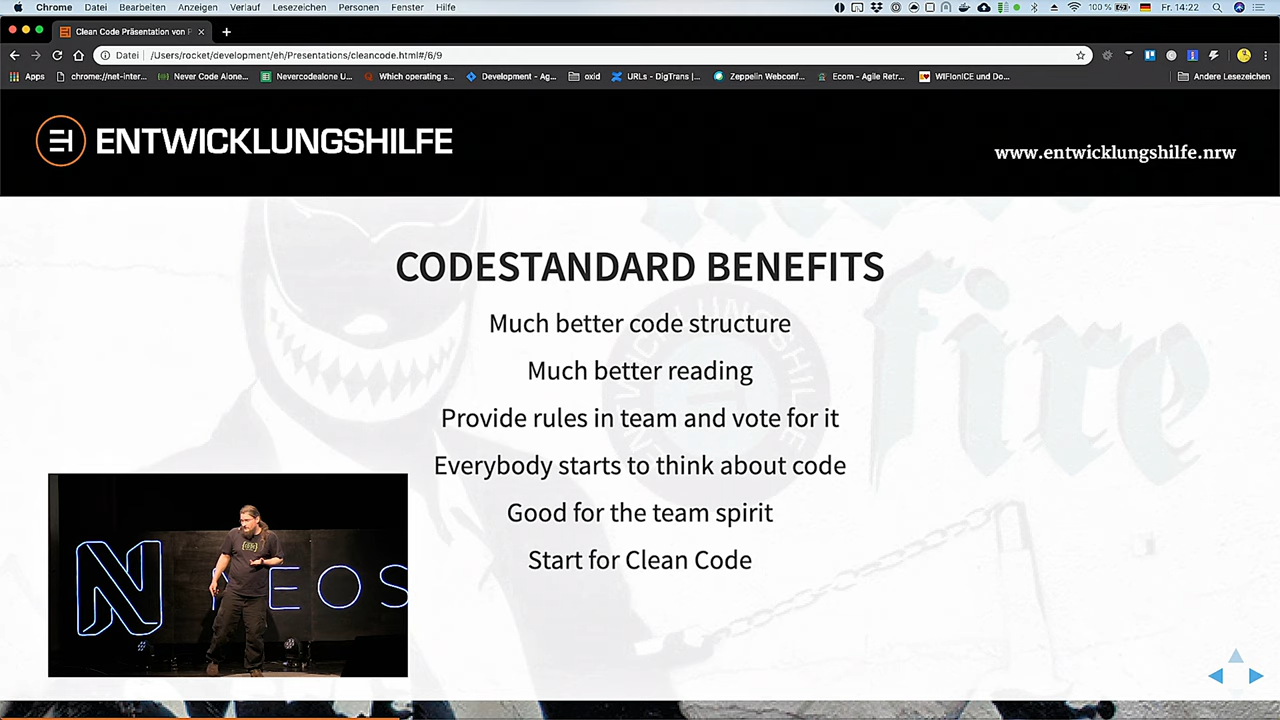 Chrome Datei Bearbeiten Anzeigen Verlauf Lesezeichen Personen Fenster Hilfe 100 % Fr. 14:22
Clean Code Präsentation von P
Datei /Users/rocket/development/eh/Presentations/cleancode.html#/6/9
Apps chrome://net-inter... Never Code Alone... Nevercodealone U... Which operating s... Development - Ag... oxid URLs - DigTrans |... Zeppelin Webconf... Ecom - Agile Retr... WIFIonICE und Do... Andere Lesezeichen
ENTWICKLUNGSHILFE
www.entwicklungshilfe.nrw
fire
CODESTANDARD BENEFITS
Much better code structure
Much better reading
Provide rules in team and vote for it
Everybody starts to think about code
Good for the team spirit
Start for Clean Code
N NEOS